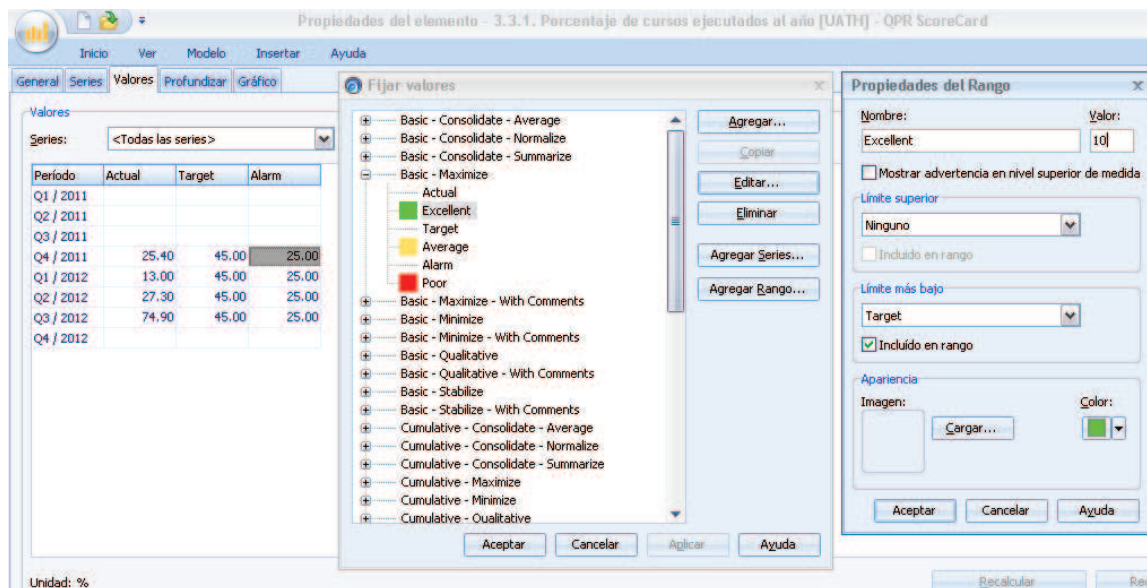 Propiedades del elemento - 3.3.1. Porcentaje de cursos ejecutados al año [UATH] - QPR ScoreCard
Inicio Ver Modelo Insertar Ayuda
General Series Valores Profundizar Gráfico
Valores
Series: <Todas las series>
Período Actual Target Alarm
Q1 / 2011
Q2 / 2011
Q3 / 2011
Q4 / 2011 25.40 45.00 25.00
Q1 / 2012 13.00 45.00 25.00
Q2 / 2012 27.30 45.00 25.00
Q3 / 2012 74.90 45.00 25.00
Q4 / 2012
Unidad: %
Fijar valores
Basic - Consolidate - Average
Basic - Consolidate - Normalize
Basic - Consolidate - Summarize
Basic - Maximize
Actual
Excellent
Target
Average
Alarm
Poor
Basic - Maximize - With Comments
Basic - Minimize
Basic - Minimize - With Comments
Basic - Qualitative
Basic - Qualitative - With Comments
Basic - Stabilize
Basic - Stabilize - With Comments
Cumulative - Consolidate - Average
Cumulative - Consolidate - Normalize
Cumulative - Consolidate - Summarize
Cumulative - Maximize
Cumulative - Minimize
Cumulative - Qualitative
Agregar...
Copiar
Editar...
Eliminar
Agregar Series...
Agregar Rango...
Aceptar Cancelar Aplicar Ayuda
Propiedades del Rango
Nombre: Valor:
Excellent 10
Mostrar advertencia en nivel superior de medida
Límite superior
Ninguno
Incluido en rango
Límite más bajo
Target
Incluído en rango
Apariencia
Imagen: Color:
Cargar...
Aceptar Cancelar Ayuda
Recalcular Re